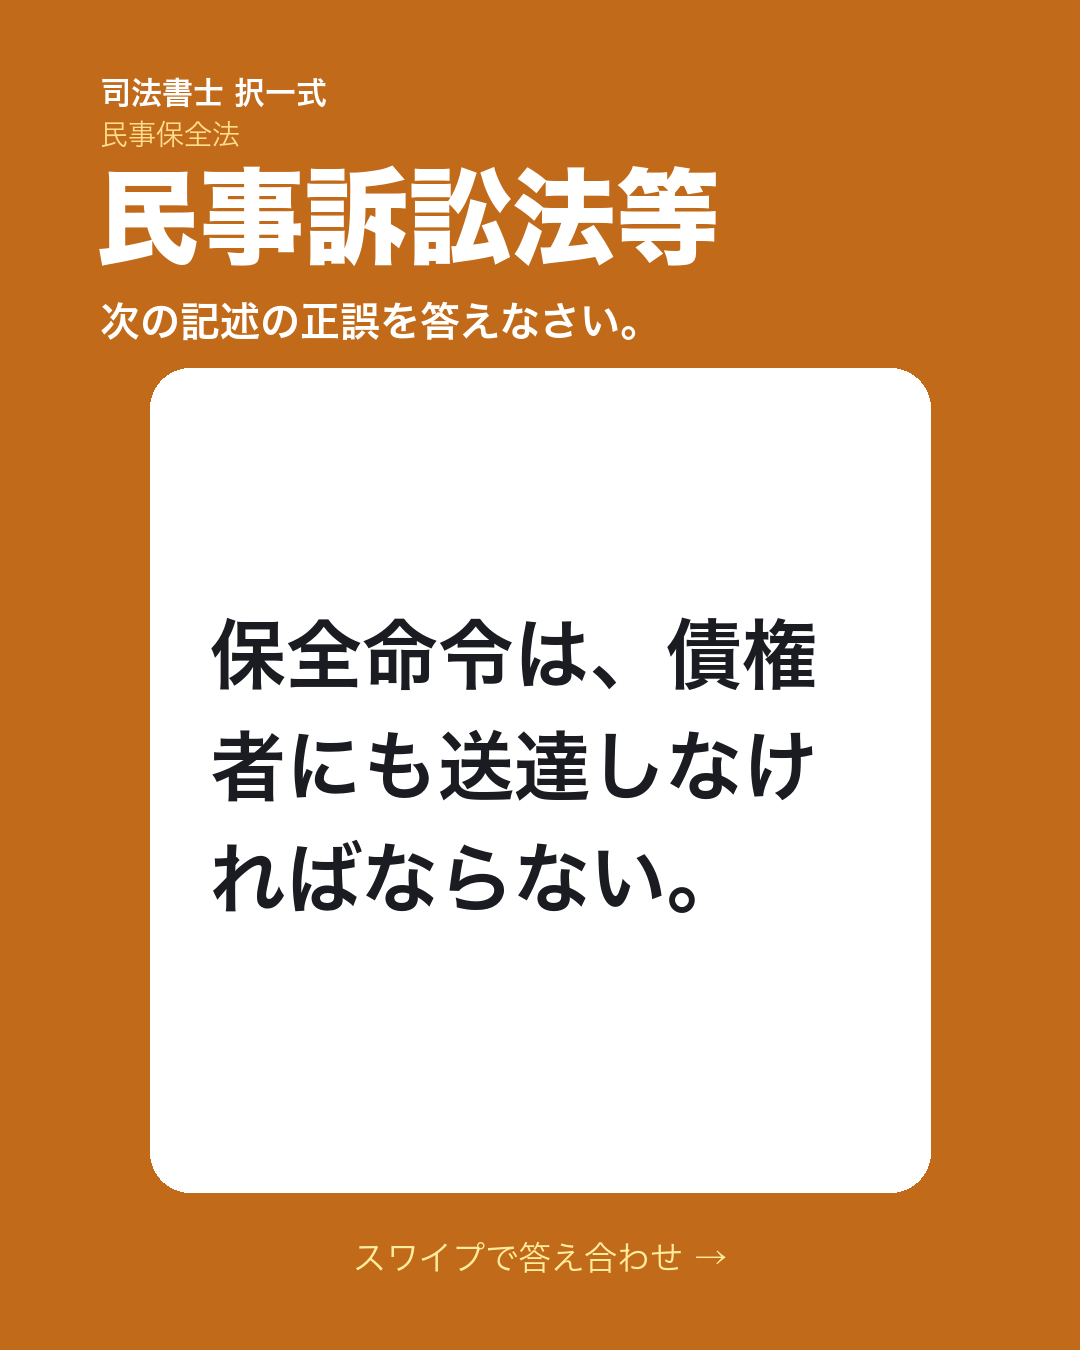 司法書士 択一式
民事保全法
民事訴訟法等
次の記述の正誤を答えなさい。
保全命令は、債権
者にも送達しなけ
ればならない。
スワイプで答え合わせ →